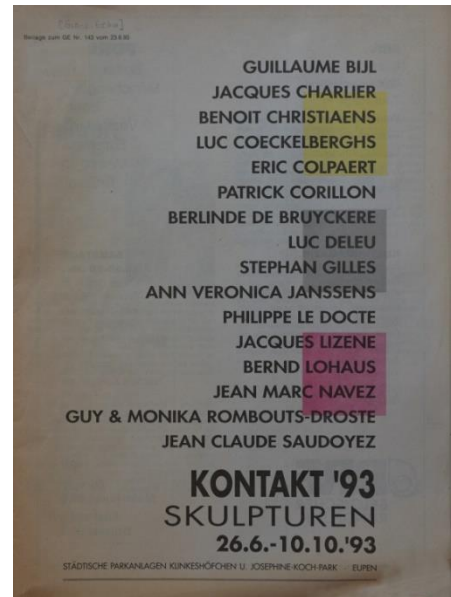 Beilage zum GE Nr. 143 vom 23.6.93
GUILLAUME BIJL
JACQUES CHARLIER
BENOIT CHRISTIAENS
LUC COECKELBERGHS
ERIC COLPAERT
PATRICK CORILLON
BERLINDE DE BRUYCKERE
LUC DELEU
STEPHAN GILLES
ANN VERONICA JANSSENS
PHILIPPE LE DOCTE
JACQUES LIZENE
BERND LOHAUS
JEAN MARC NAVEZ
GUY & MONIKA ROMBOUTS-DROSTE
JEAN CLAUDE SAUDOYEZ
KONTAKT '93
SKULPTUREN
26.6.-10.10.'93
STÄDTISCHE PARKANLAGEN KLINKESHÖFCHEN U. JOSEPHINE-KOCH-PARK · EUPEN